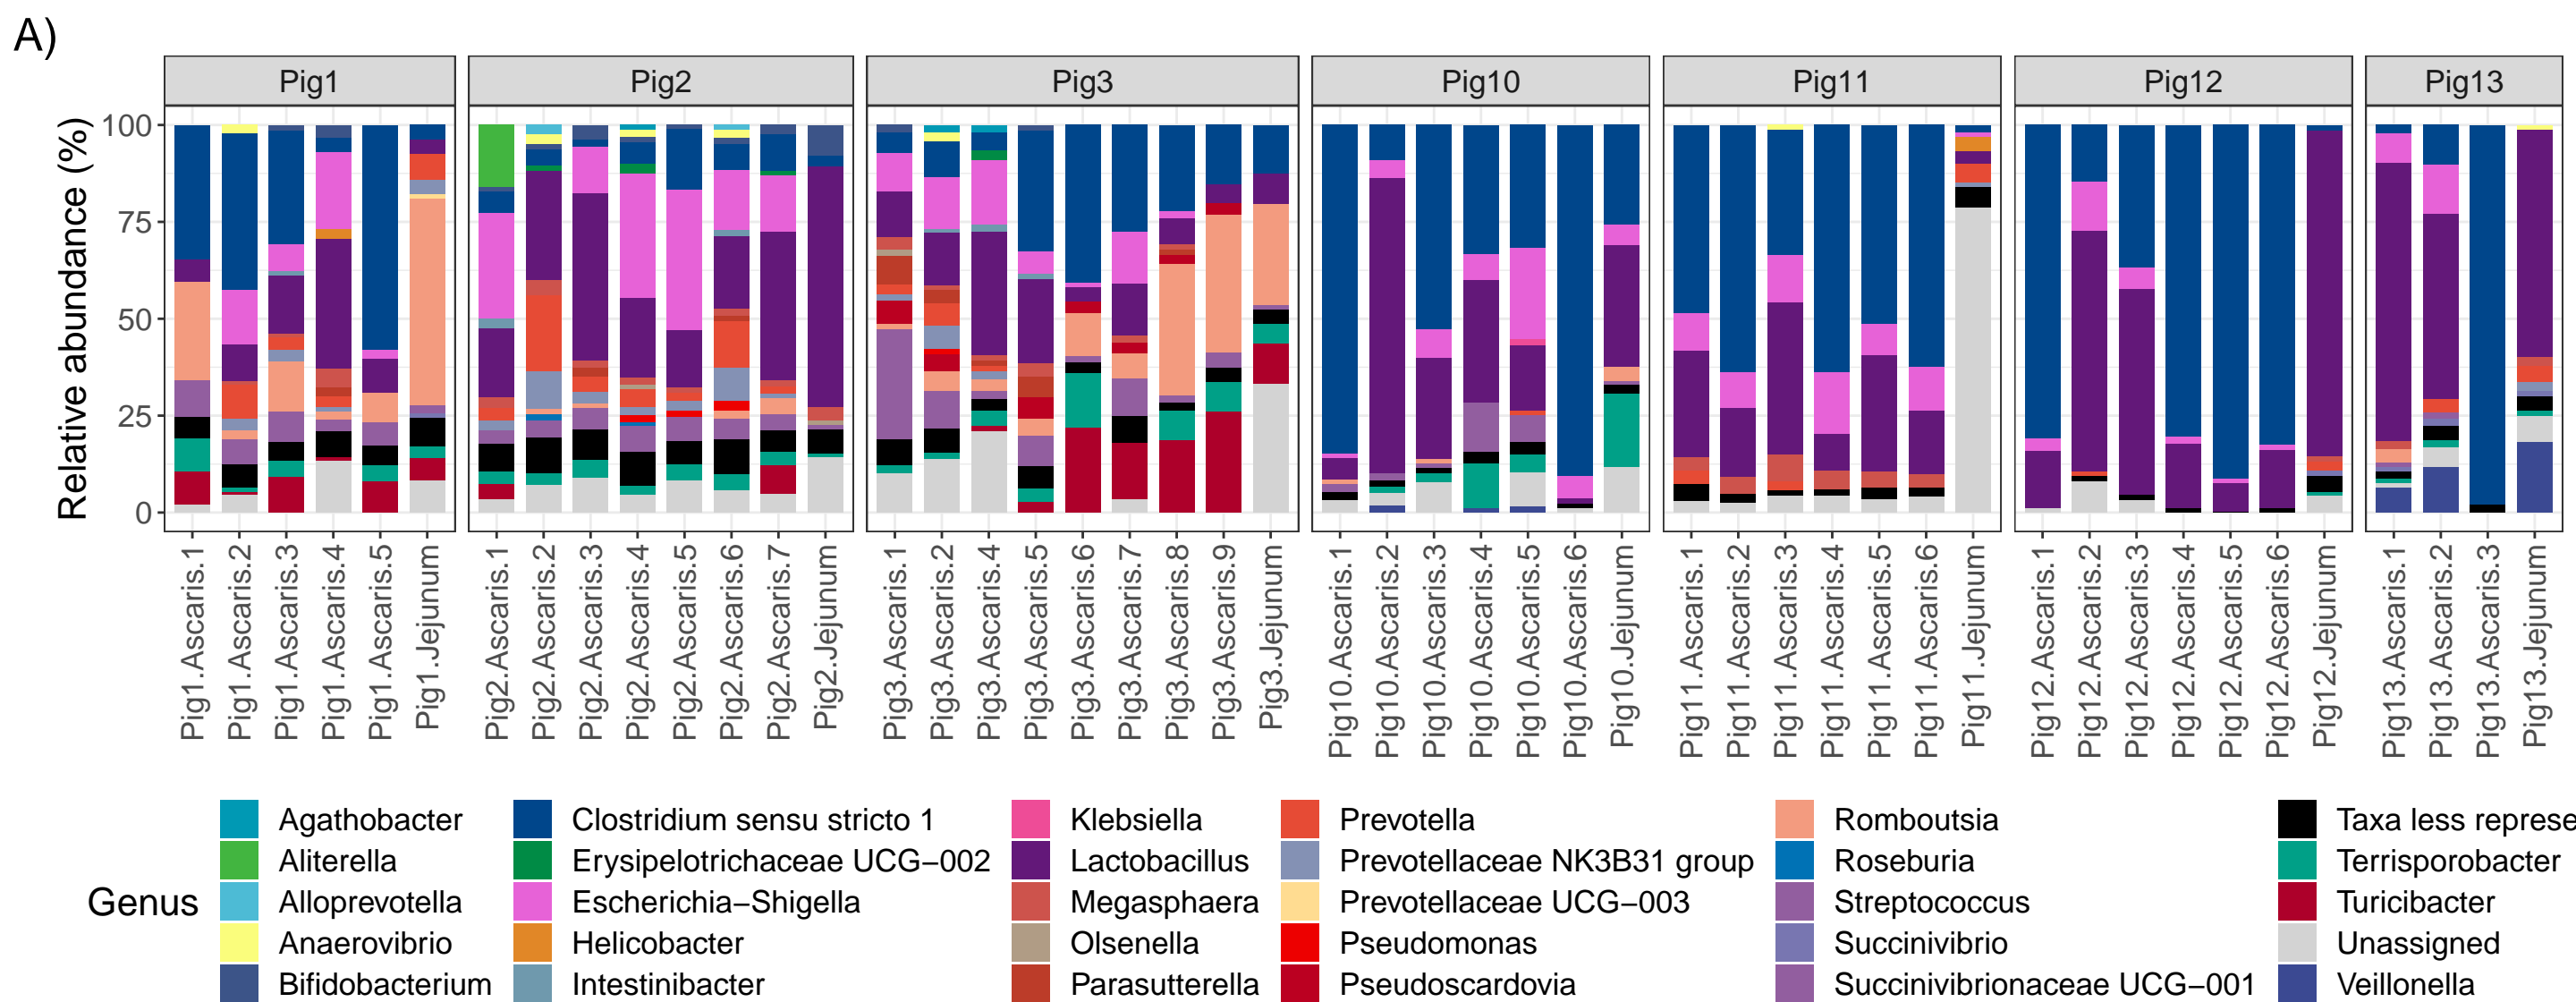 A)
Pig1 Pig2 Pig3 Pig10 Pig11 Pig12 Pig13
Relative abundance (%)
100
75
50
25
0
Pig1.Ascaris.1
Pig1.Ascaris.2
Pig1.Ascaris.3
Pig1.Ascaris.4
Pig1.Ascaris.5
Pig1.Jejunum
Pig2.Ascaris.1
Pig2.Ascaris.2
Pig2.Ascaris.3
Pig2.Ascaris.4
Pig2.Ascaris.5
Pig2.Ascaris.6
Pig2.Ascaris.7
Pig2.Jejunum
Pig3.Ascaris.1
Pig3.Ascaris.2
Pig3.Ascaris.4
Pig3.Ascaris.5
Pig3.Ascaris.6
Pig3.Ascaris.7
Pig3.Ascaris.8
Pig3.Ascaris.9
Pig3.Jejunum
Pig10.Ascaris.1
Pig10.Ascaris.2
Pig10.Ascaris.3
Pig10.Ascaris.4
Pig10.Ascaris.5
Pig10.Ascaris.6
Pig10.Jejunum
Pig11.Ascaris.1
Pig11.Ascaris.2
Pig11.Ascaris.3
Pig11.Ascaris.4
Pig11.Ascaris.5
Pig11.Ascaris.6
Pig11.Jejunum
Pig12.Ascaris.1
Pig12.Ascaris.2
Pig12.Ascaris.3
Pig12.Ascaris.4
Pig12.Ascaris.5
Pig12.Ascaris.6
Pig12.Jejunum
Pig13.Ascaris.1
Pig13.Ascaris.2
Pig13.Ascaris.3
Pig13.Jejunum
Genus
Agathobacter
Aliterella
Alloprevotella
Anaerovibrio
Bifidobacterium
Clostridium sensu stricto 1
Erysipelotrichaceae UCG−002
Escherichia−Shigella
Helicobacter
Intestinibacter
Klebsiella
Lactobacillus
Megasphaera
Olsenella
Parasutterella
Prevotella
Prevotellaceae NK3B31 group
Prevotellaceae UCG−003
Pseudomonas
Pseudoscardovia
Romboutsia
Roseburia
Streptococcus
Succinivibrio
Succinivibrionaceae UCG−001
Taxa less represe
Terrisporobacter
Turicibacter
Unassigned
Veillonella